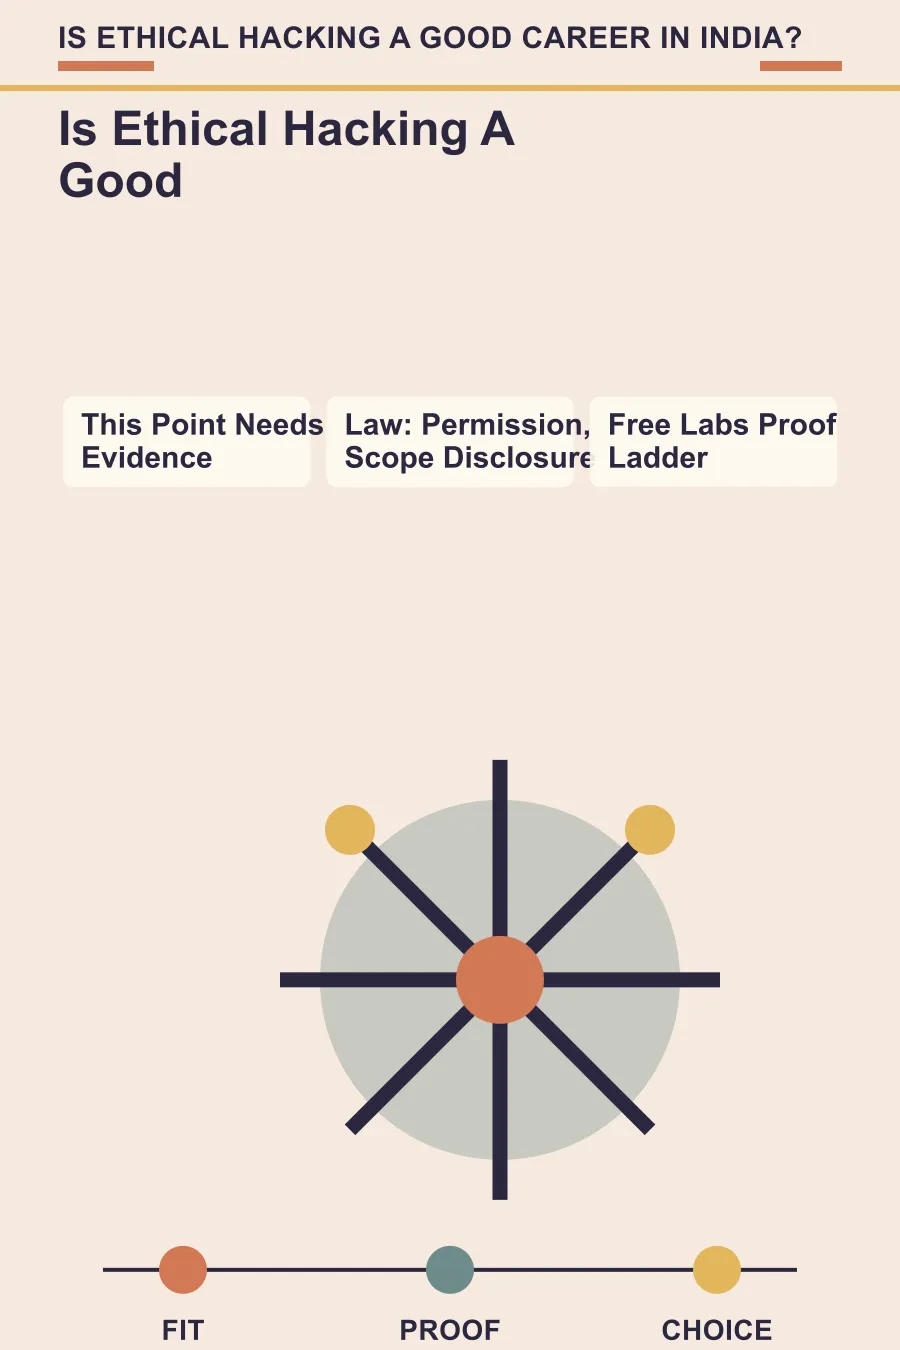 IS ETHICAL HACKING A GOOD CAREER IN INDIA?
Is Ethical Hacking A
Good
This Point Needs
Evidence
Law: Permission,
Scope Disclosure
Free Labs Proof
Ladder
FIT
PROOF
CHOICE